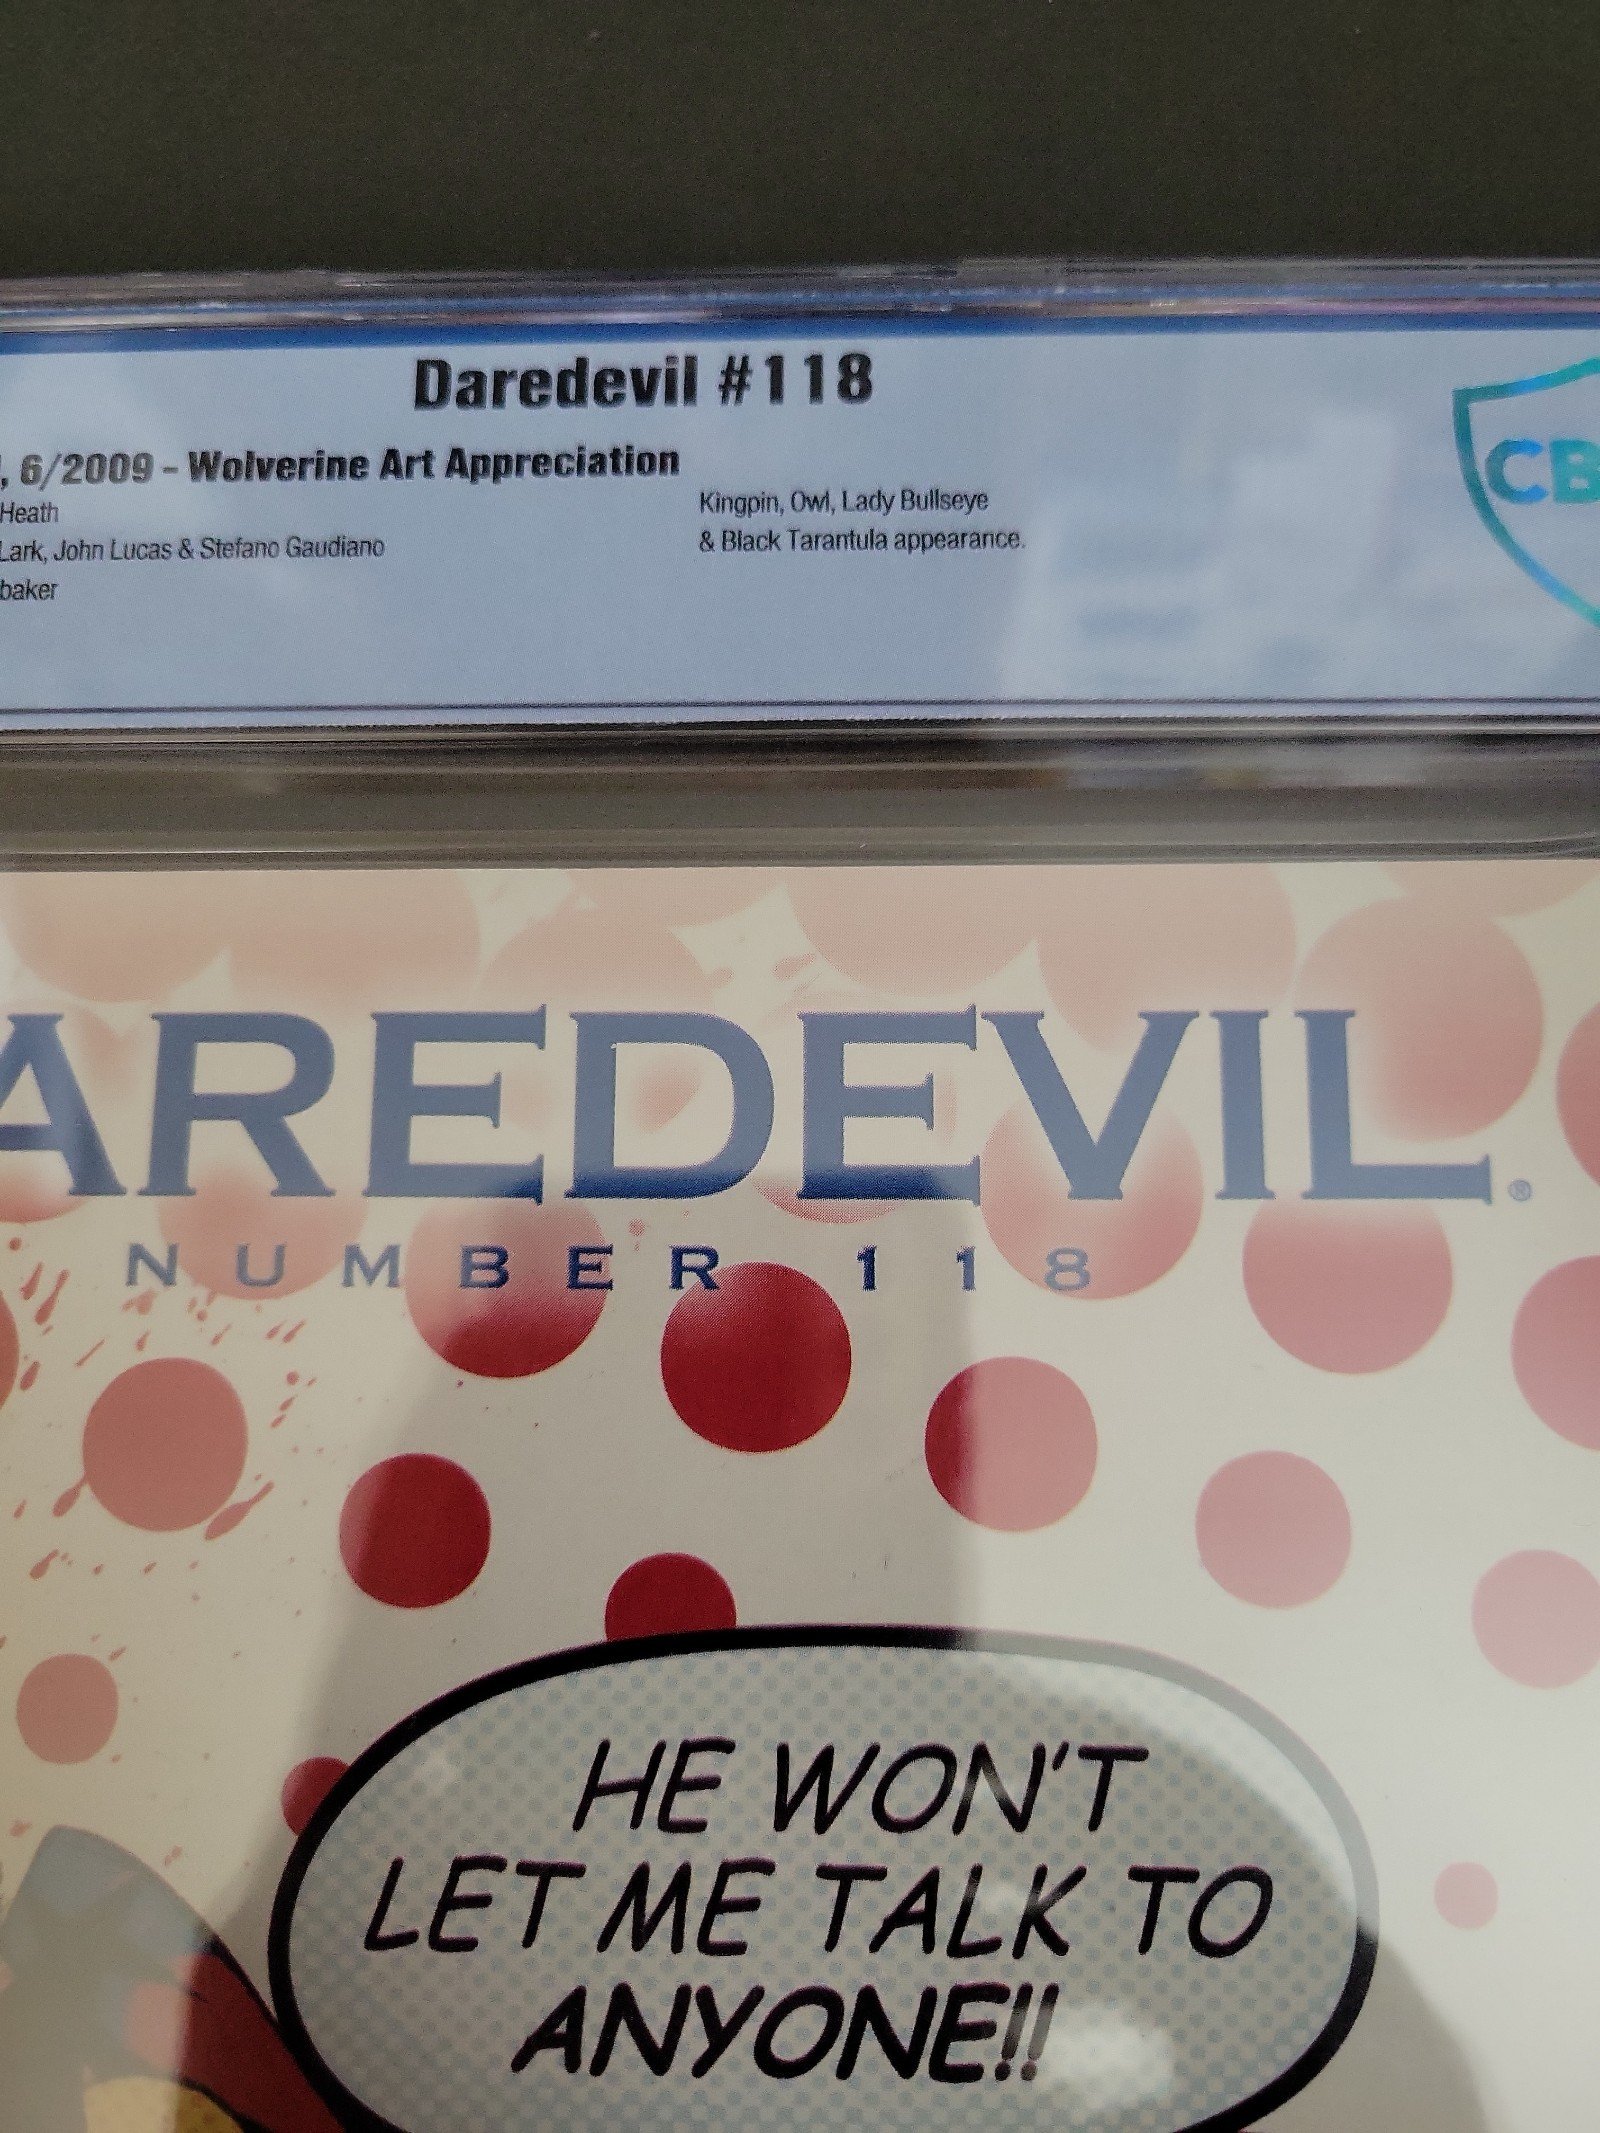 Daredevil #118
, 6/2009 - Wolverine Art Appreciation
Heath
Lark, John Lucas & Stefano Gaudiano
baker
Kingpin, Owl, Lady Bullseye
& Black Tarantula appearance.
CB
AREDEVIL®
NUMBER 118
HE WON'T
LET ME TALK TO
ANYONE!!